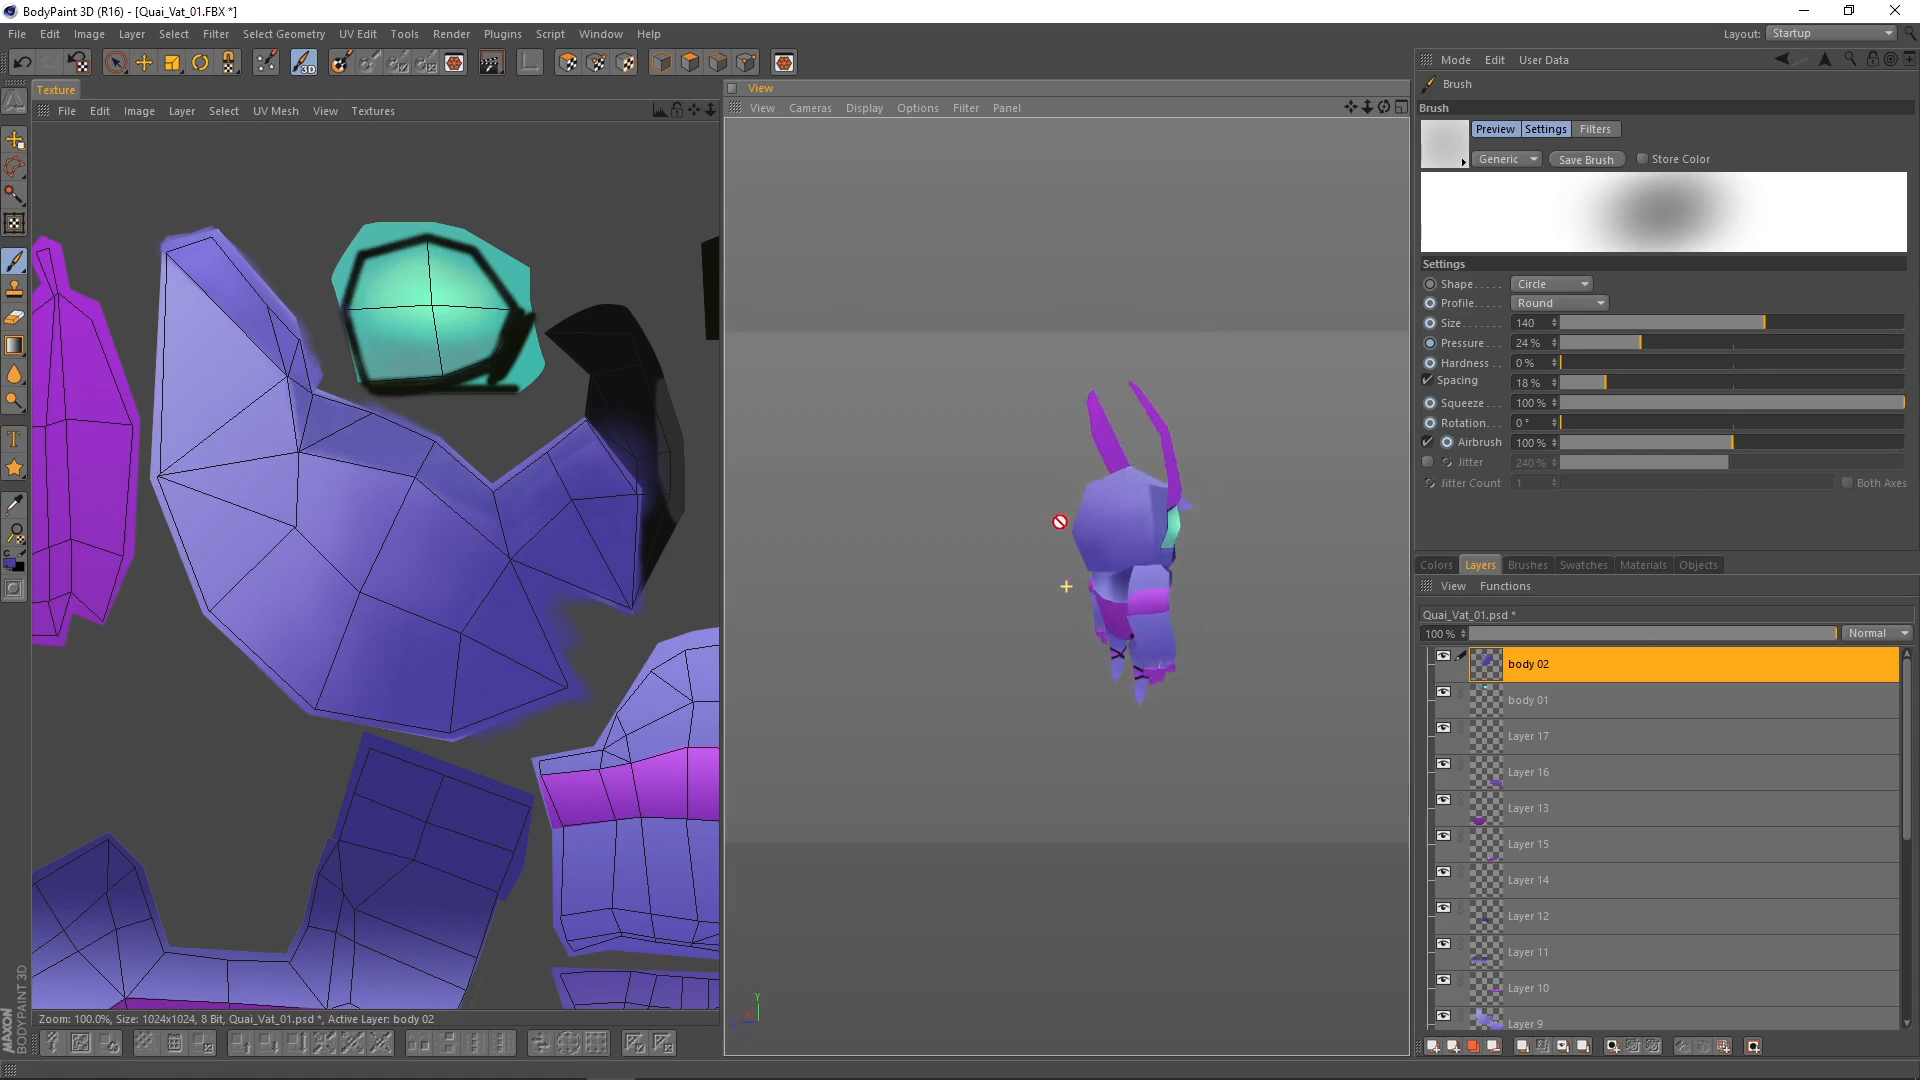 BodyPaint 3D (R16) - [Quai_Vat_01.FBX *]
File Edit Image Layer Select Filter Select Geometry UV Edit Tools Render Plugins Script Window Help
Layout: Startup
Texture
File Edit Image Layer Select UV Mesh View Textures
View
View Cameras Display Options Filter Panel
Mode Edit User Data
Brush
Brush
Preview Settings Filters
Generic Save Brush Store Color
Settings
Shape..... Circle
Profile..... Round
Size....... 140
Pressure... 24 %
Hardness.. 0 %
Spacing 18 %
Squeeze... 100 %
Rotation... 0 °
Airbrush 100 %
Jitter 240 %
Jitter Count 1 Both Axes
Colors Layers Brushes Swatches Materials Objects
View Functions
Quai_Vat_01.psd *
100 % Normal
body 02
body 01
Layer 17
Layer 16
Layer 13
Layer 15
Layer 14
Layer 12
Layer 11
Layer 10
Layer 9
Y
Zoom: 100.0%, Size: 1024x1024, 8 Bit, Quai_Vat_01.psd *, Active Layer: body 02
MAXON
BODYPAINT 3D